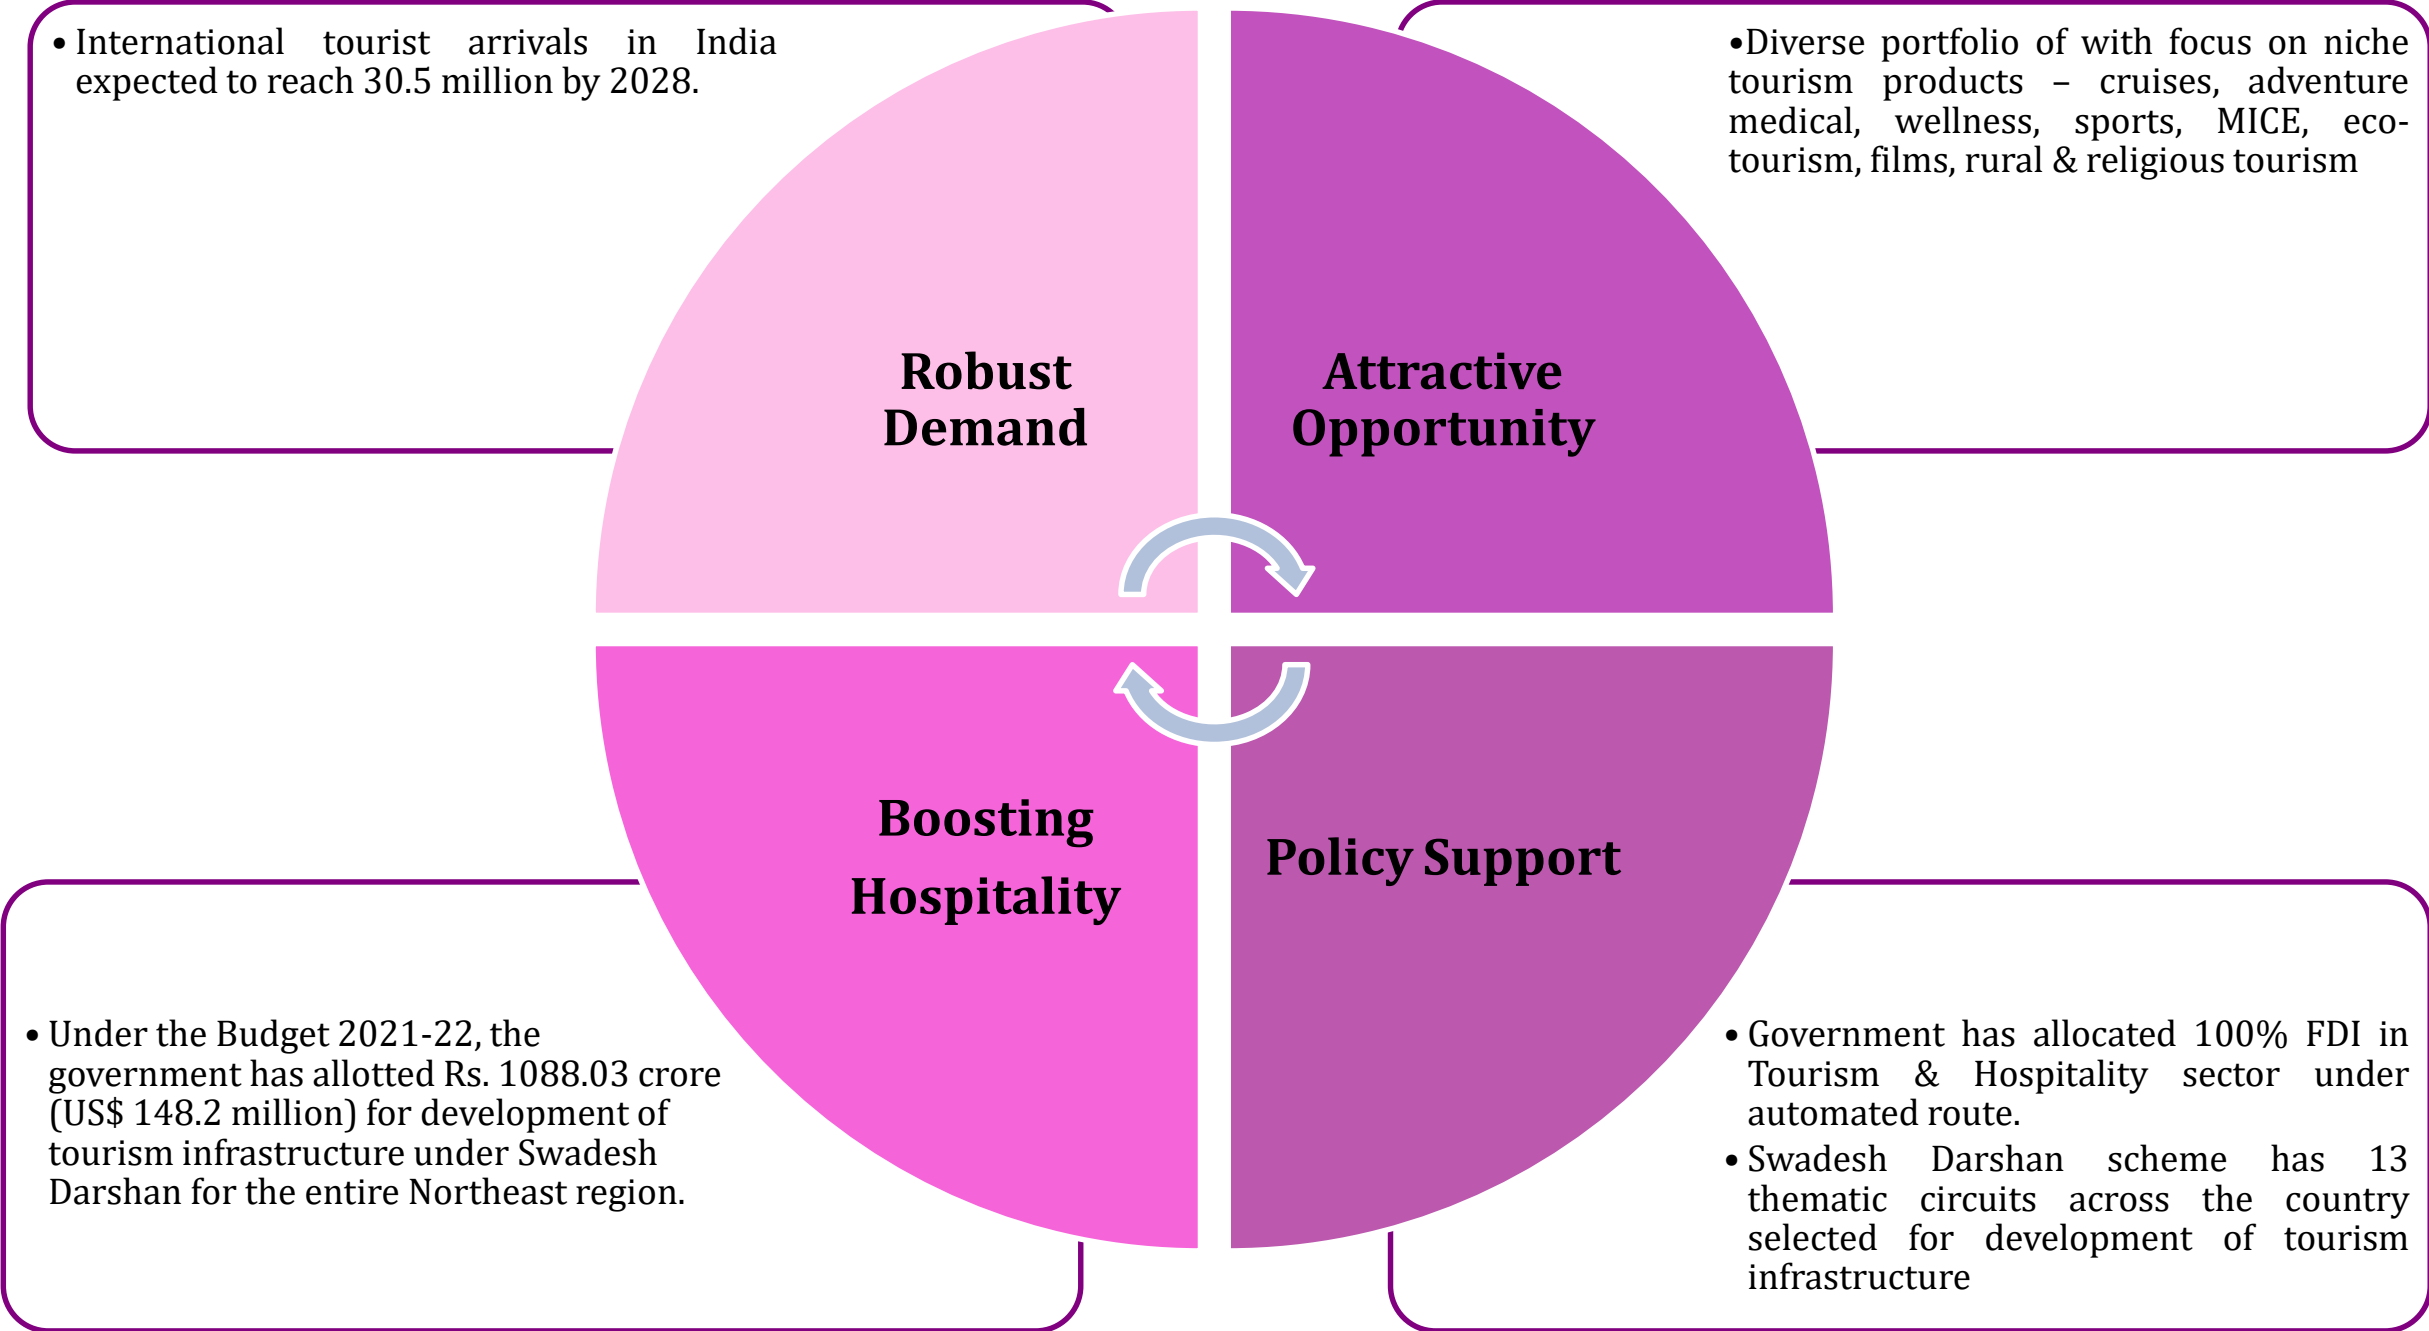 • International tourist arrivals in India
expected to reach 30.5 million by 2028.
•Diverse portfolio of with focus on niche
tourism products – cruises, adventure
medical, wellness, sports, MICE, eco-
tourism, films, rural & religious tourism
Robust
Demand
Attractive
Opportunity
Boosting
Hospitality
Policy Support
• Under the Budget 2021-22, the
government has allotted Rs. 1088.03 crore
(US$ 148.2 million) for development of
tourism infrastructure under Swadesh
Darshan for the entire Northeast region.
• Government has allocated 100% FDI in
Tourism & Hospitality sector under
automated route.
• Swadesh Darshan scheme has 13
thematic circuits across the country
selected for development of tourism
infrastructure